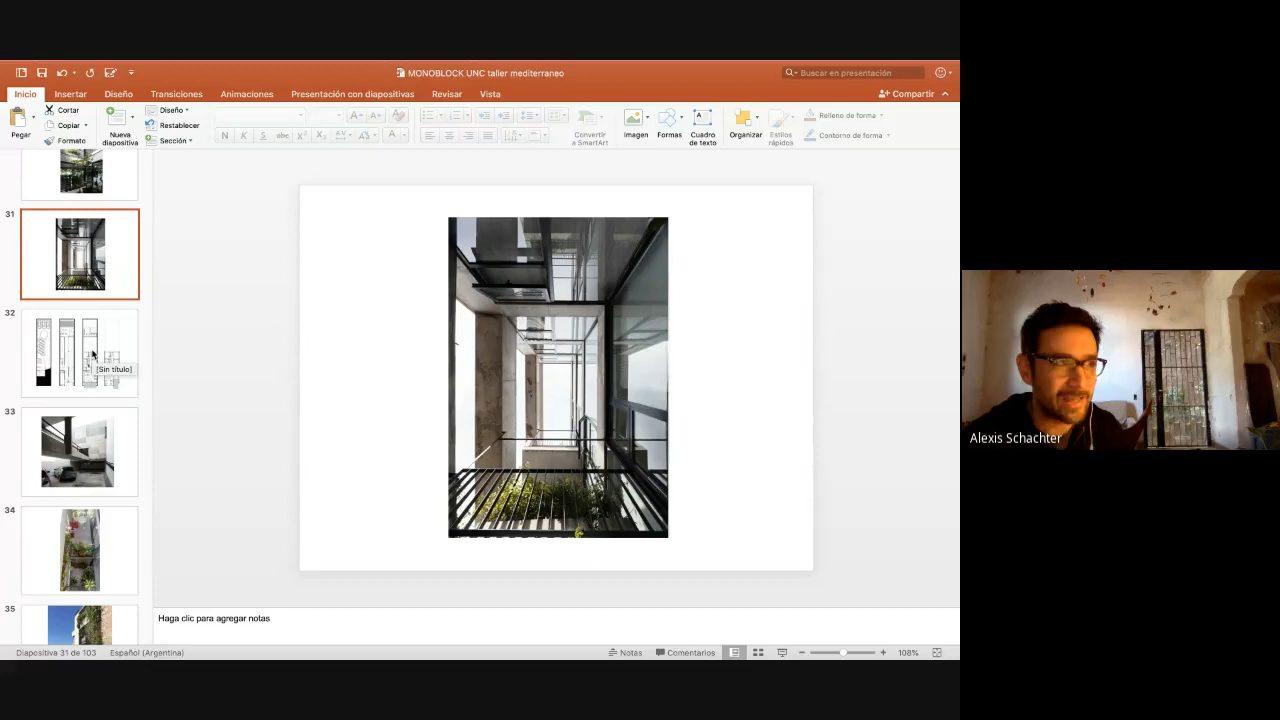 MONOBLOCK UNC taller mediterraneo
Buscar en presentación
Inicio
Insertar
Diseño
Transiciones
Animaciones
Presentación con diapositivas
Revisar
Vista
Compartir
Pegar
Cortar
Copiar
Formato
Nueva diapositiva
Diseño
Restablecer
Sección
N K S abc X² X₂
Convertir a SmartArt
Imagen
Formas
Cuadro de texto
Organizar
Estilos rápidos
Relleno de forma
Contorno de forma
31
32
[Sin título]
33
34
35
Alexis Schachter
Haga clic para agregar notas
Diapositiva 31 de 103
Español (Argentina)
Notas
Comentarios
108%